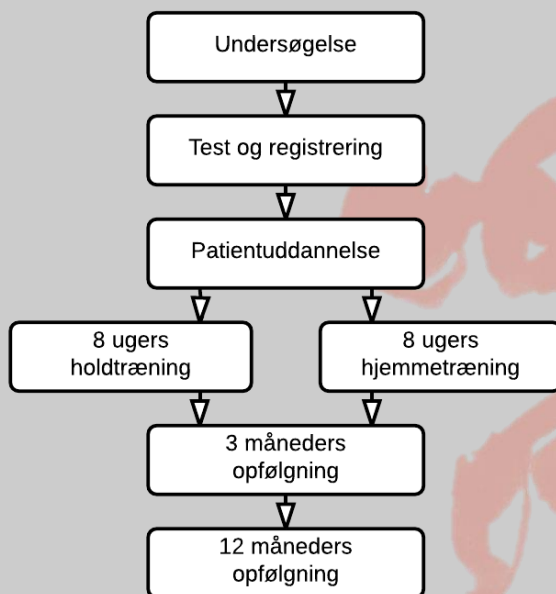 Undersøgelse
Test og registrering
Patientuddannelse
8 ugers
holdtræning
8 ugers
hjemmetræning
3 måneders
opfølgning
12 måneders
opfølgning